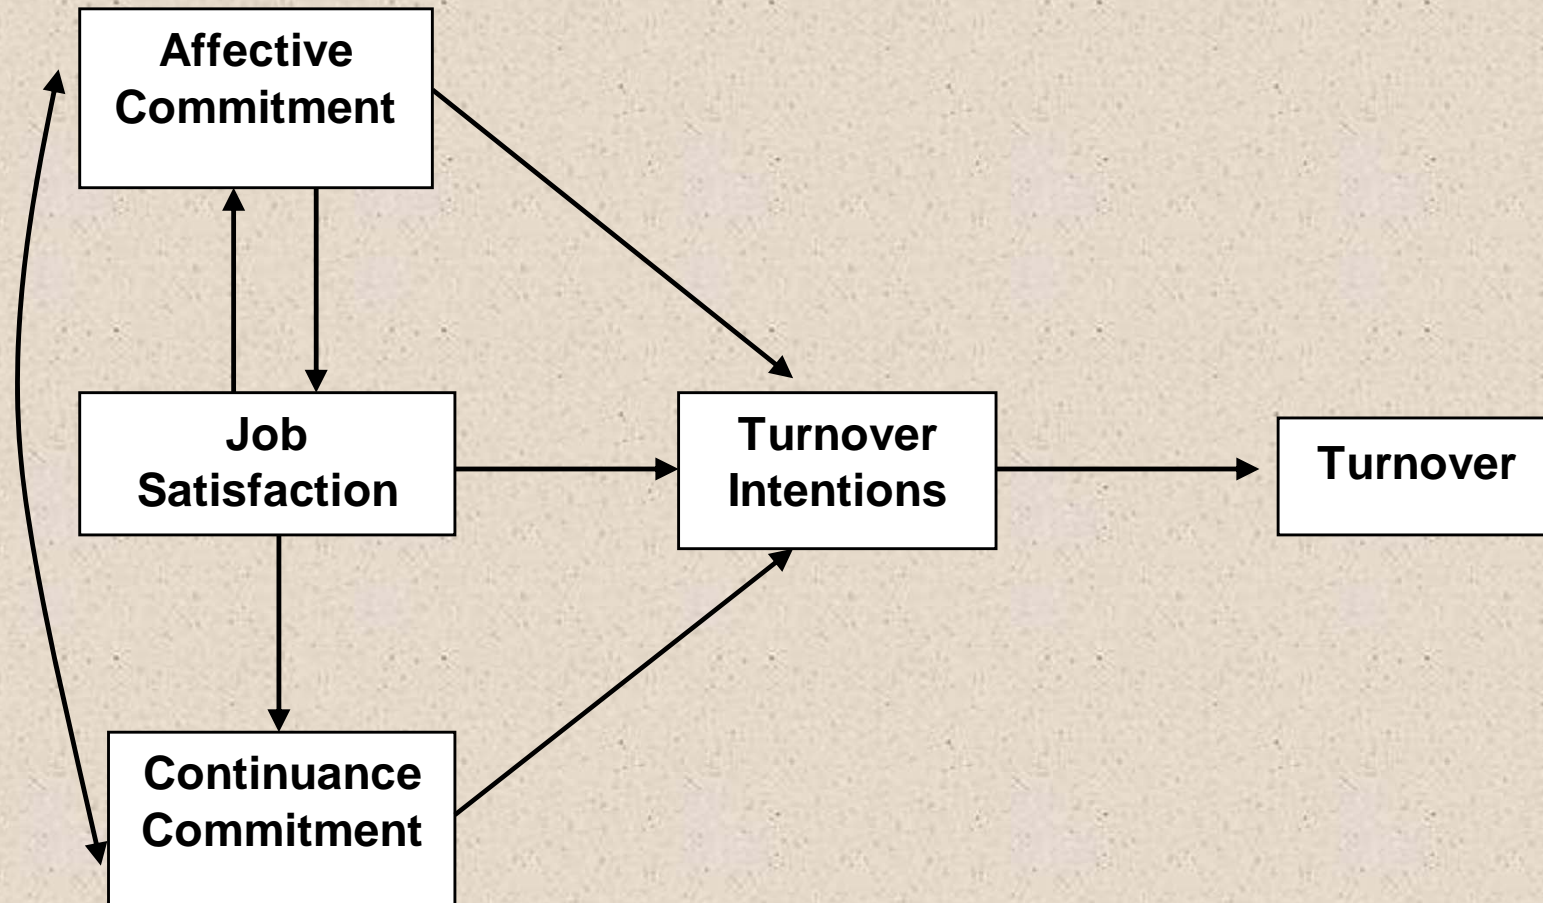 Affective
Commitment
Job
Satisfaction
Turnover
Intentions
Turnover
Continuance
Commitment